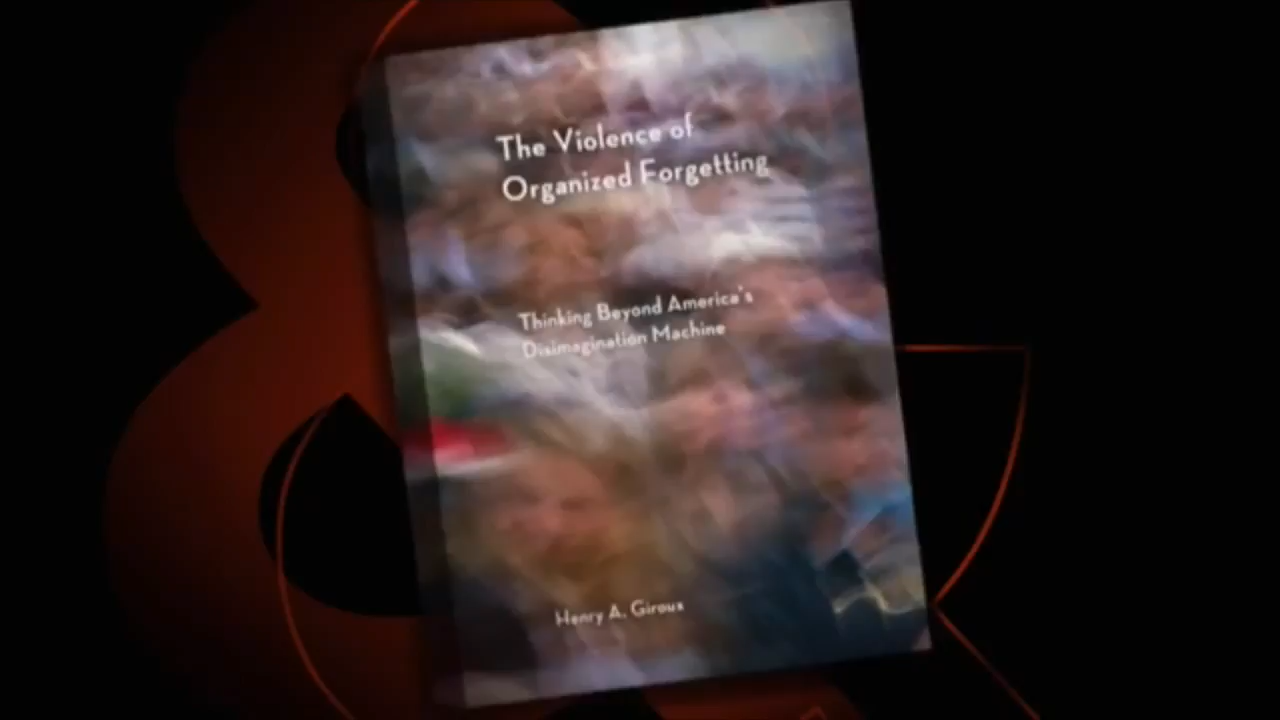 The Violence of
Organized Forgetting
Thinking Beyond America's
Disimagination Machine
Henry A. Giroux